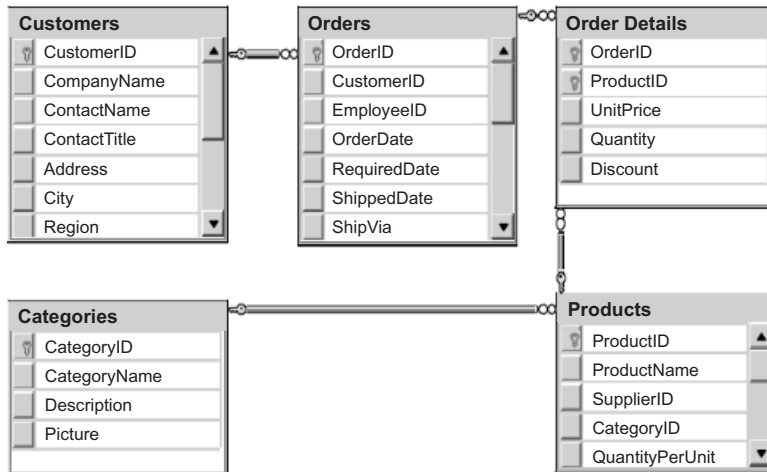 Customers
CustomerID
CompanyName
ContactName
ContactTitle
Address
City
Region
Orders
OrderID
CustomerID
EmployeeID
OrderDate
RequiredDate
ShippedDate
ShipVia
Order Details
OrderID
ProductID
UnitPrice
Quantity
Discount
Categories
CategoryID
CategoryName
Description
Picture
Products
ProductID
ProductName
SupplierID
CategoryID
QuantityPerUnit